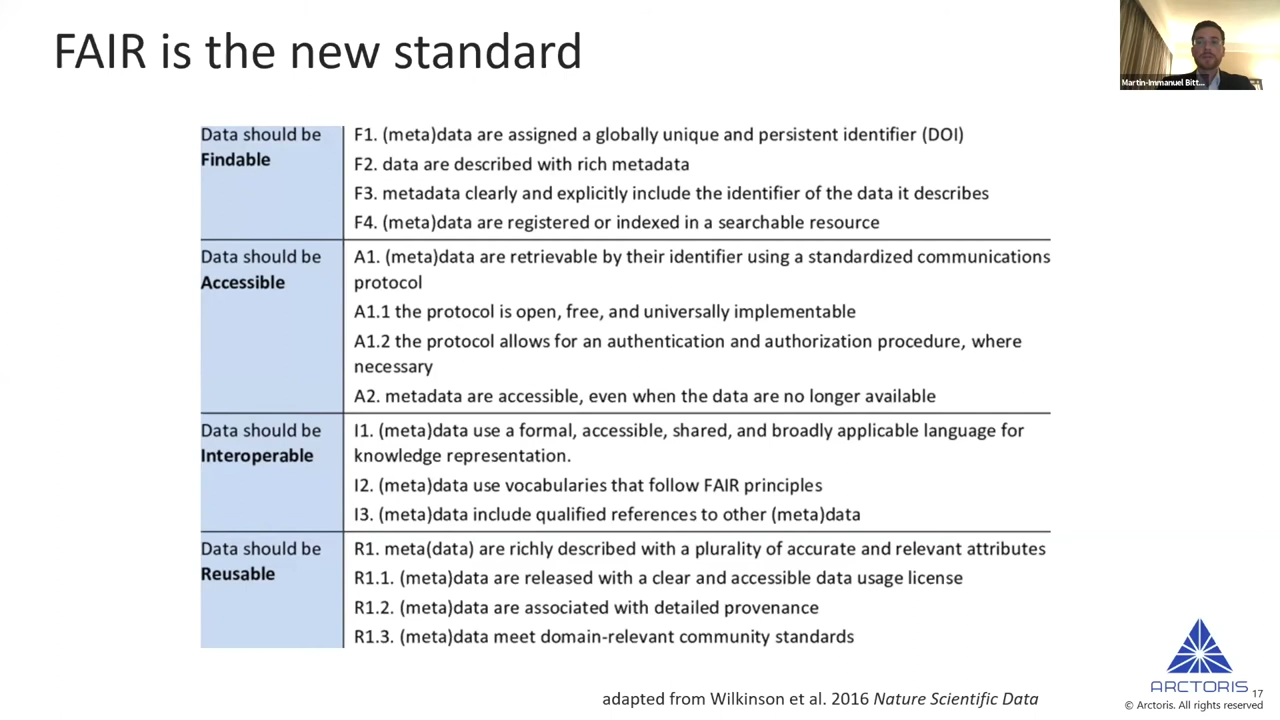 FAIR is the new standard
Martin-Immanuel Bitt...
Data should be
Findable
F1. (meta)data are assigned a globally unique and persistent identifier (DOI)
F2. data are described with rich metadata
F3. metadata clearly and explicitly include the identifier of the data it describes
F4. (meta)data are registered or indexed in a searchable resource
Data should be
Accessible
A1. (meta)data are retrievable by their identifier using a standardized communications
protocol
A1.1 the protocol is open, free, and universally implementable
A1.2 the protocol allows for an authentication and authorization procedure, where
necessary
A2. metadata are accessible, even when the data are no longer available
Data should be
Interoperable
I1. (meta)data use a formal, accessible, shared, and broadly applicable language for
knowledge representation.
I2. (meta)data use vocabularies that follow FAIR principles
I3. (meta)data include qualified references to other (meta)data
Data should be
Reusable
R1. meta(data) are richly described with a plurality of accurate and relevant attributes
R1.1. (meta)data are released with a clear and accessible data usage license
R1.2. (meta)data are associated with detailed provenance
R1.3. (meta)data meet domain-relevant community standards
adapted from Wilkinson et al. 2016 Nature Scientific Data
ARCTORIS
17
© Arctoris. All rights reserved